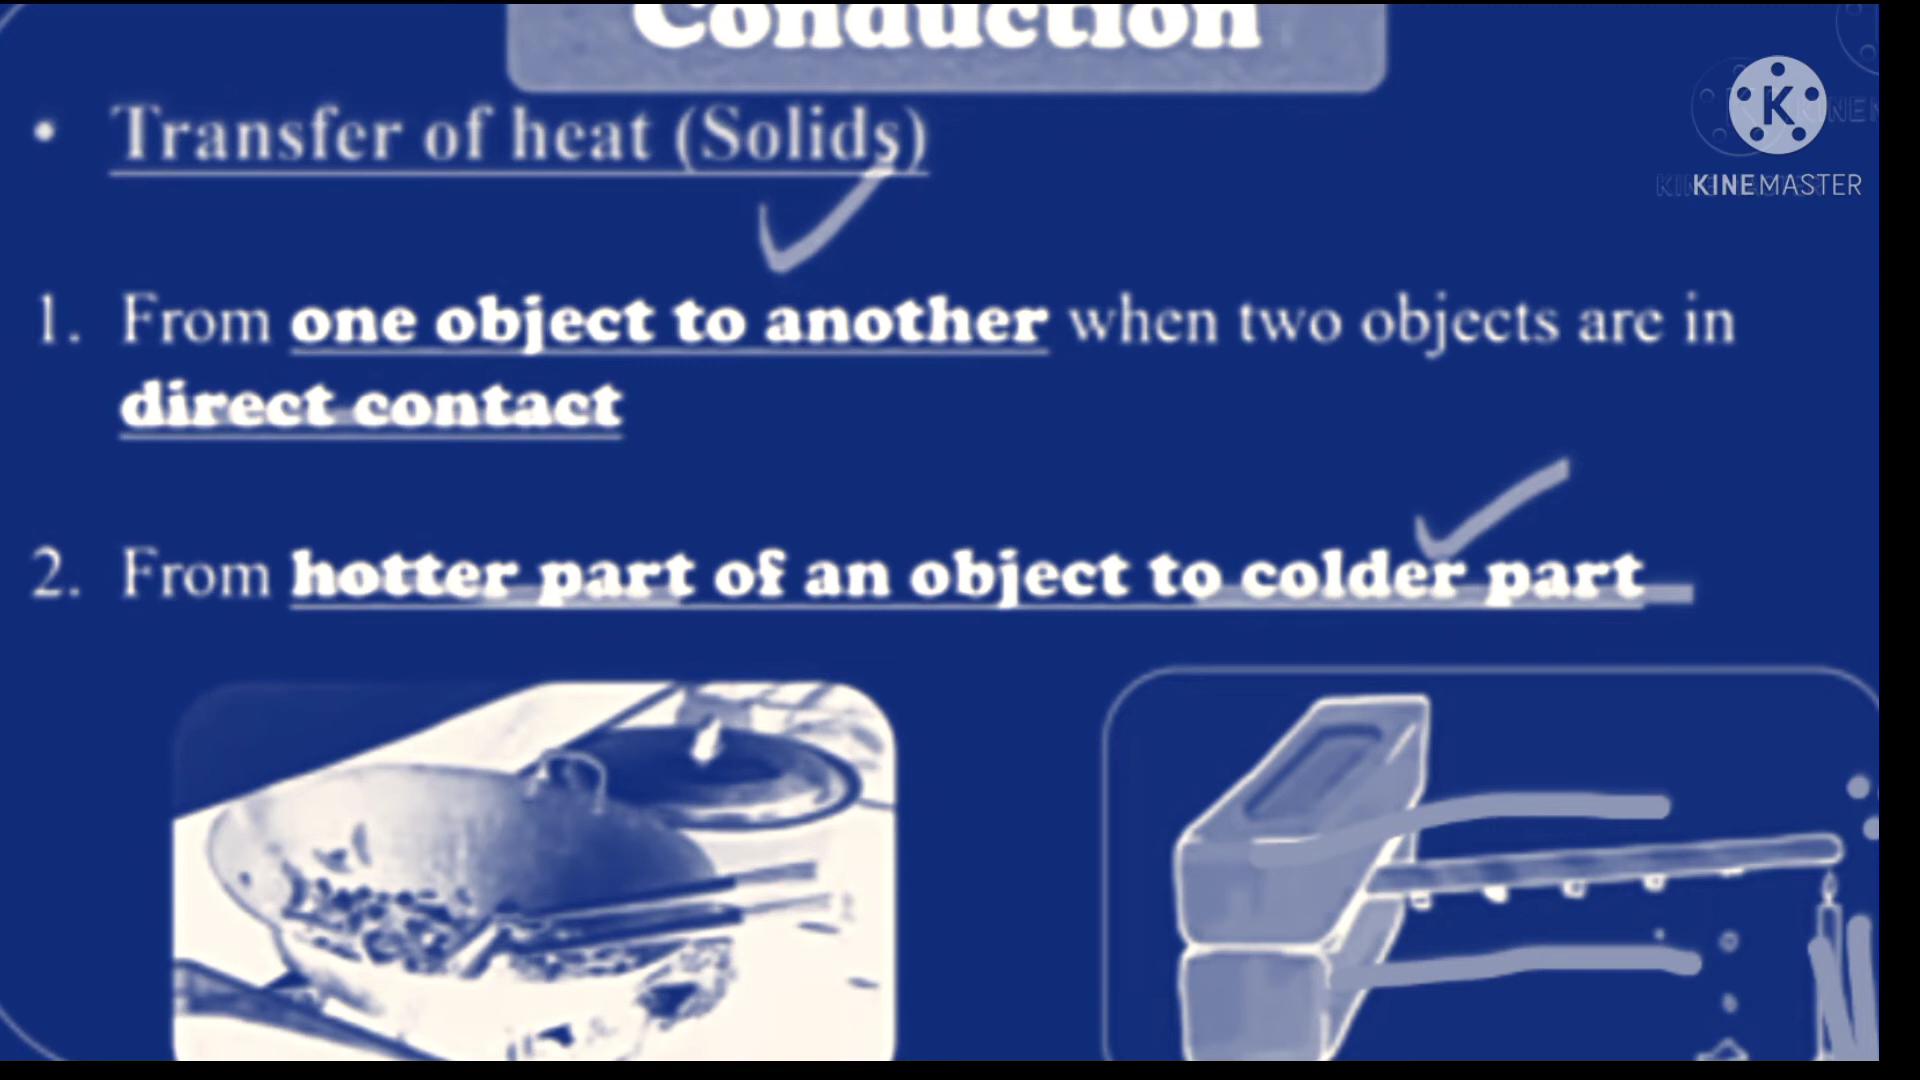 Conduction
• Transfer of heat (Solids)
K
KINEMASTER
1. From one object to another when two objects are in
direct contact
2. From hotter part of an object to colder part